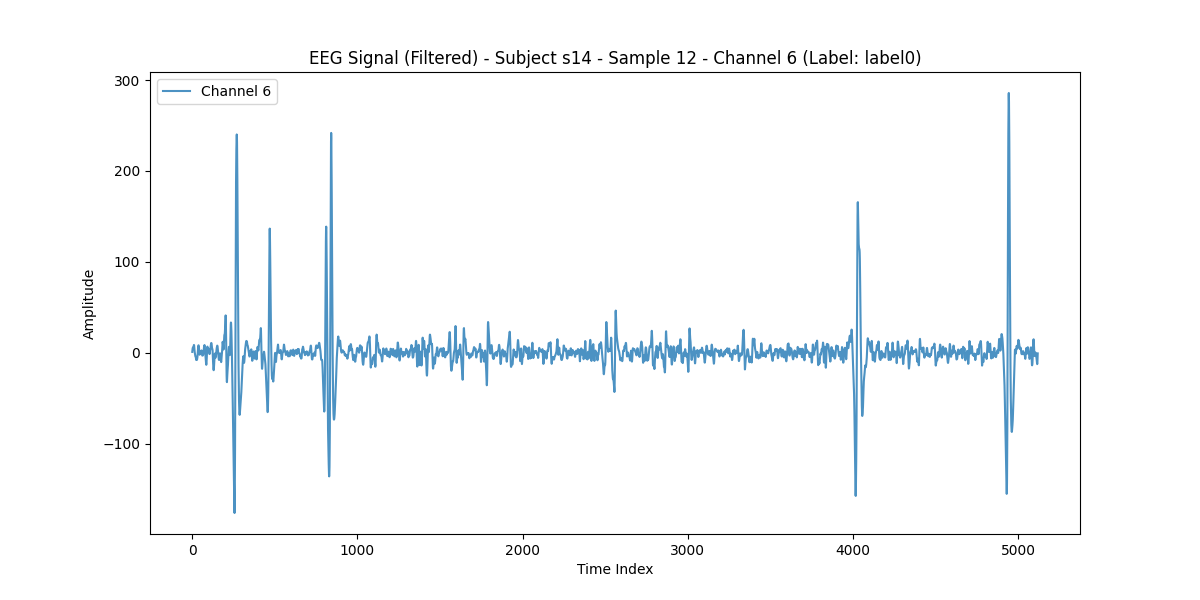 EEG Signal (Filtered) - Subject s14 - Sample 12 - Channel 6 (Label: label0)
Channel 6
300
200
100
0
−100
Amplitude
0 1000 2000 3000 4000 5000
Time Index